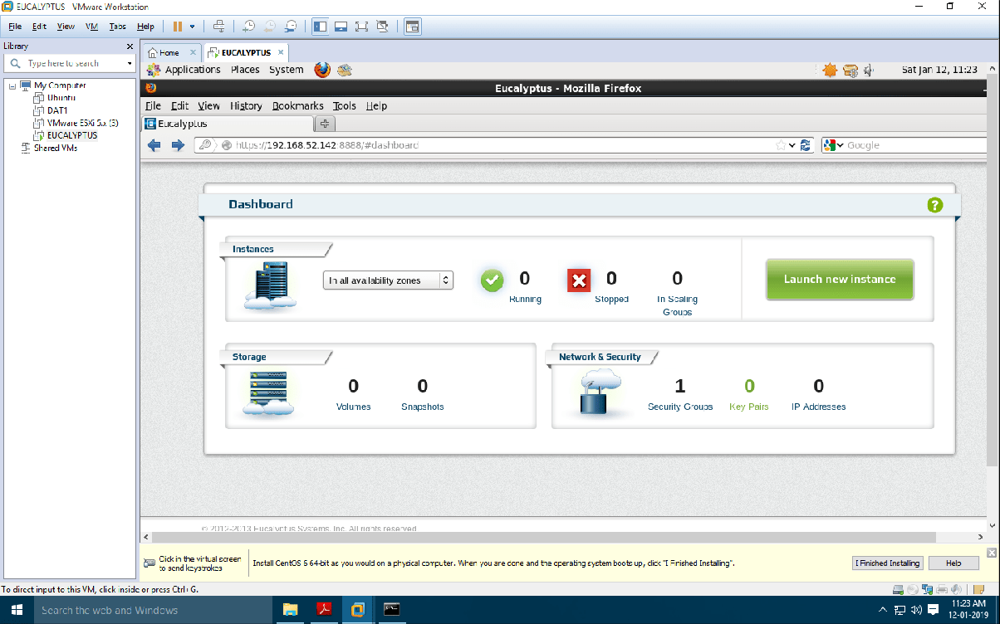 EUCALYPTUS - VMware Workstation
File Edit View VM Tabs Help
Library
Type here to search
My Computer
Ubuntu
DAT1
VMware ESXi 5.x (3)
EUCALYPTUS
Shared VMs
Home EUCALYPTUS
Applications Places System Sat Jan 12, 11:23
Eucalyptus - Mozilla Firefox
File Edit View History Bookmarks Tools Help
Eucalyptus
https://192.168.52.142:8888/#dashboard Google
Dashboard ?
Instances
In all availability zones
0 Running
0 Stopped
0 In Scaling Groups
Launch new instance
Storage
0 Volumes
0 Snapshots
Network & Security
1 Security Groups
0 Key Pairs
0 IP Addresses
© 2012-2013 Eucalyptus Systems, Inc. All rights reserved
Click in the virtual screen
to send keystrokes
Install CentOS 6 64-bit as you would on a physical computer. When you are done and the operating system boots up, click "I Finished Installing".
I Finished Installing Help
To direct input to this VM, click inside or press Ctrl+G.
Search the web and Windows
11:23 AM
12-01-2019